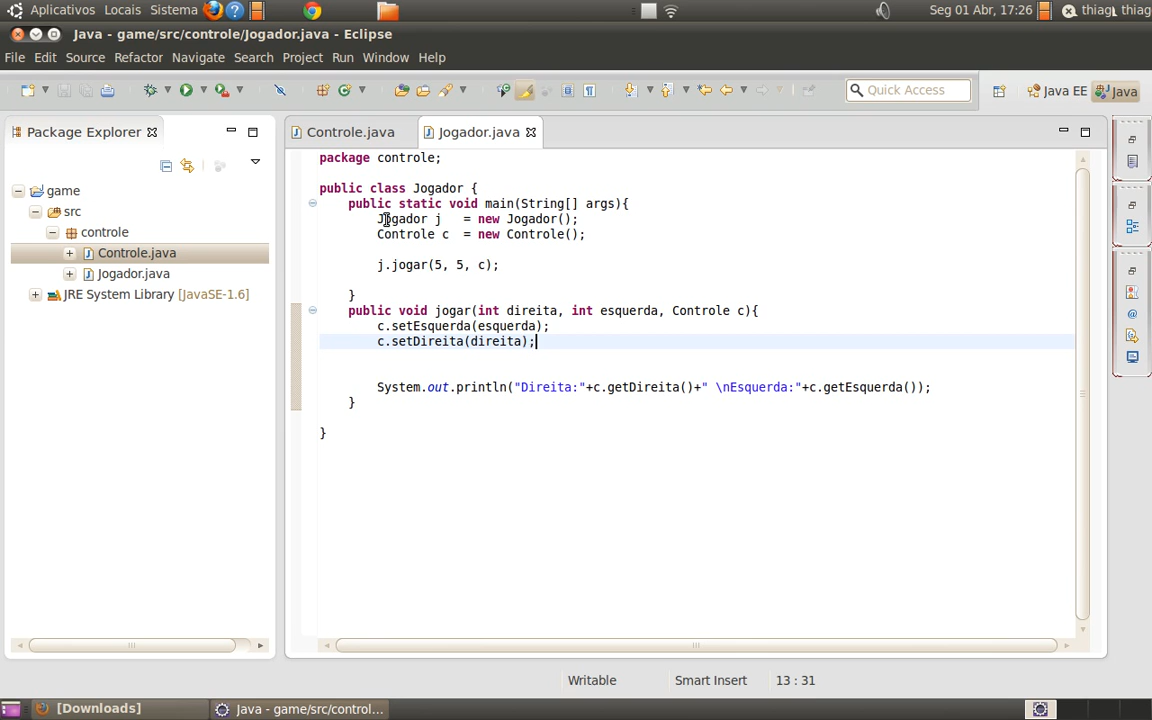 Aplicativos Locais Sistema Seg 01 Abr, 17:26 thiag thiag
Java - game/src/controle/Jogador.java - Eclipse
File Edit Source Refactor Navigate Search Project Run Window Help
Quick Access Java EE Java
Package Explorer
Controle.java Jogador.java
game
src
controle
Controle.java
Jogador.java
JRE System Library [JavaSE-1.6]
package controle;
public class Jogador {
public static void main(String[] args){
Jogador j = new Jogador();
Controle c = new Controle();
j.jogar(5, 5, c);
}
public void jogar(int direita, int esquerda, Controle c){
c.setEsquerda(esquerda);
c.setDireita(direita);
System.out.println("Direita:"+c.getDireita()+" \nEsquerda:"+c.getEsquerda());
}
}
Writable Smart Insert 13 : 31
[Downloads] Java - game/src/control...